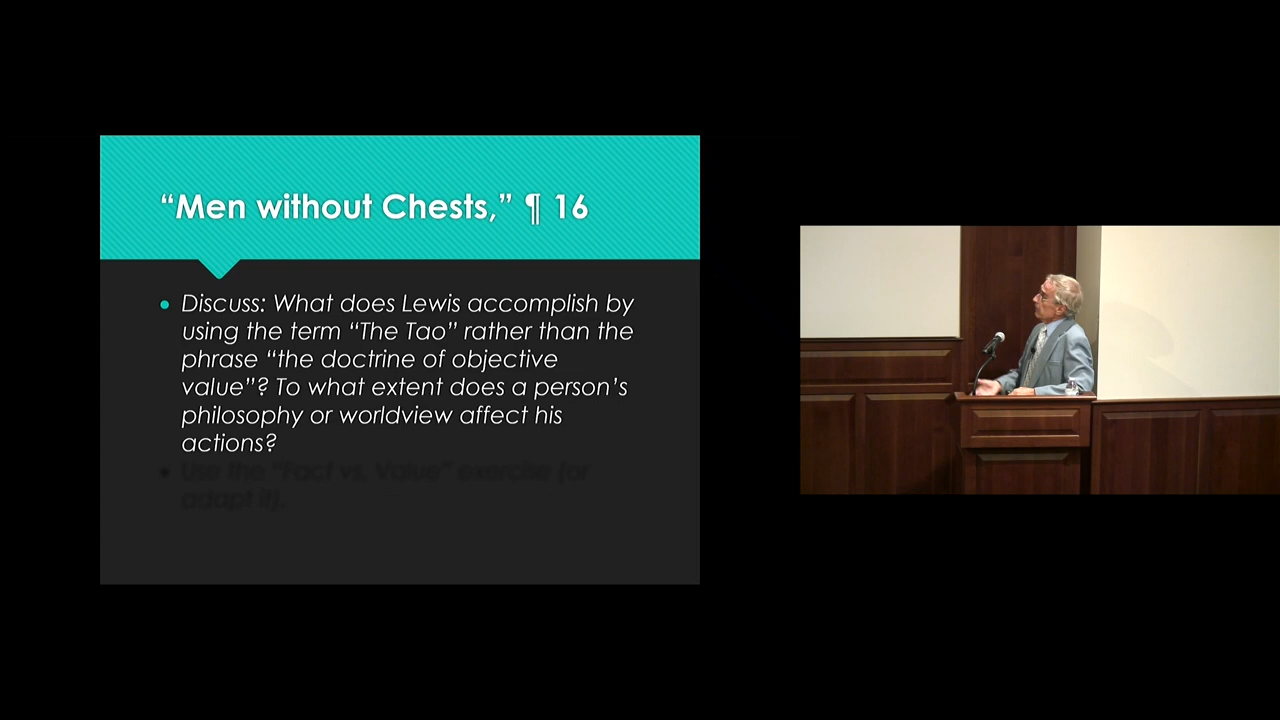 “Men without Chests,” ¶ 16
• Discuss: What does Lewis accomplish by
using the term “The Tao” rather than the
phrase “the doctrine of objective
value”? To what extent does a person’s
philosophy or worldview affect his
actions?
• Use the “Fact vs. Value” exercise (or
adapt it).